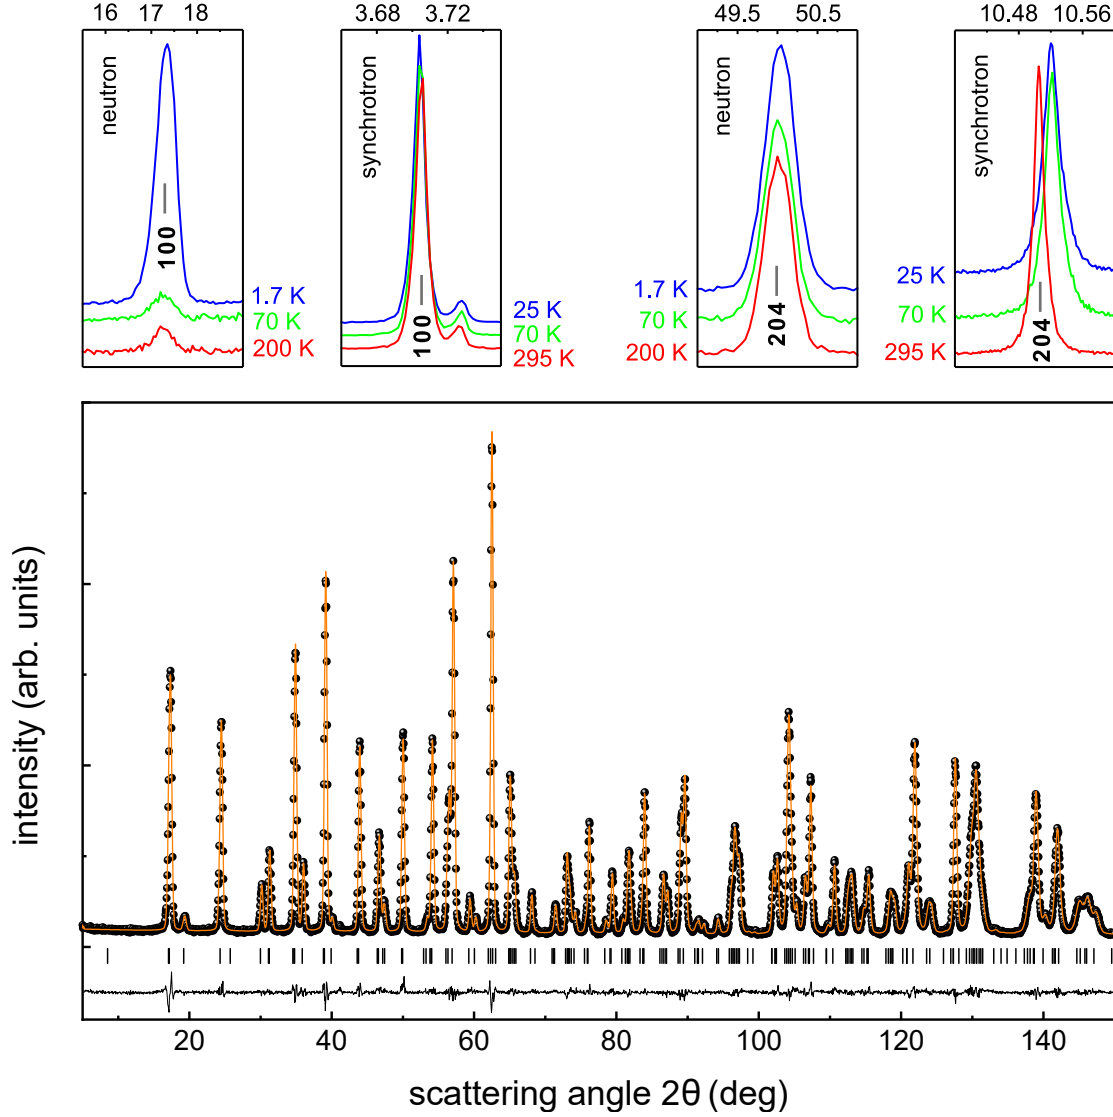 16 17 18
3.68 3.72
49.5 50.5
10.48 10.56
neutron
100
1.7 K
70 K
200 K
synchrotron
100
25 K
70 K
295 K
neutron
204
1.7 K
70 K
200 K
synchrotron
204
25 K
70 K
295 K
intensity (arb. units)
20 40 60 80 100 120 140
scattering angle 2θ (deg)